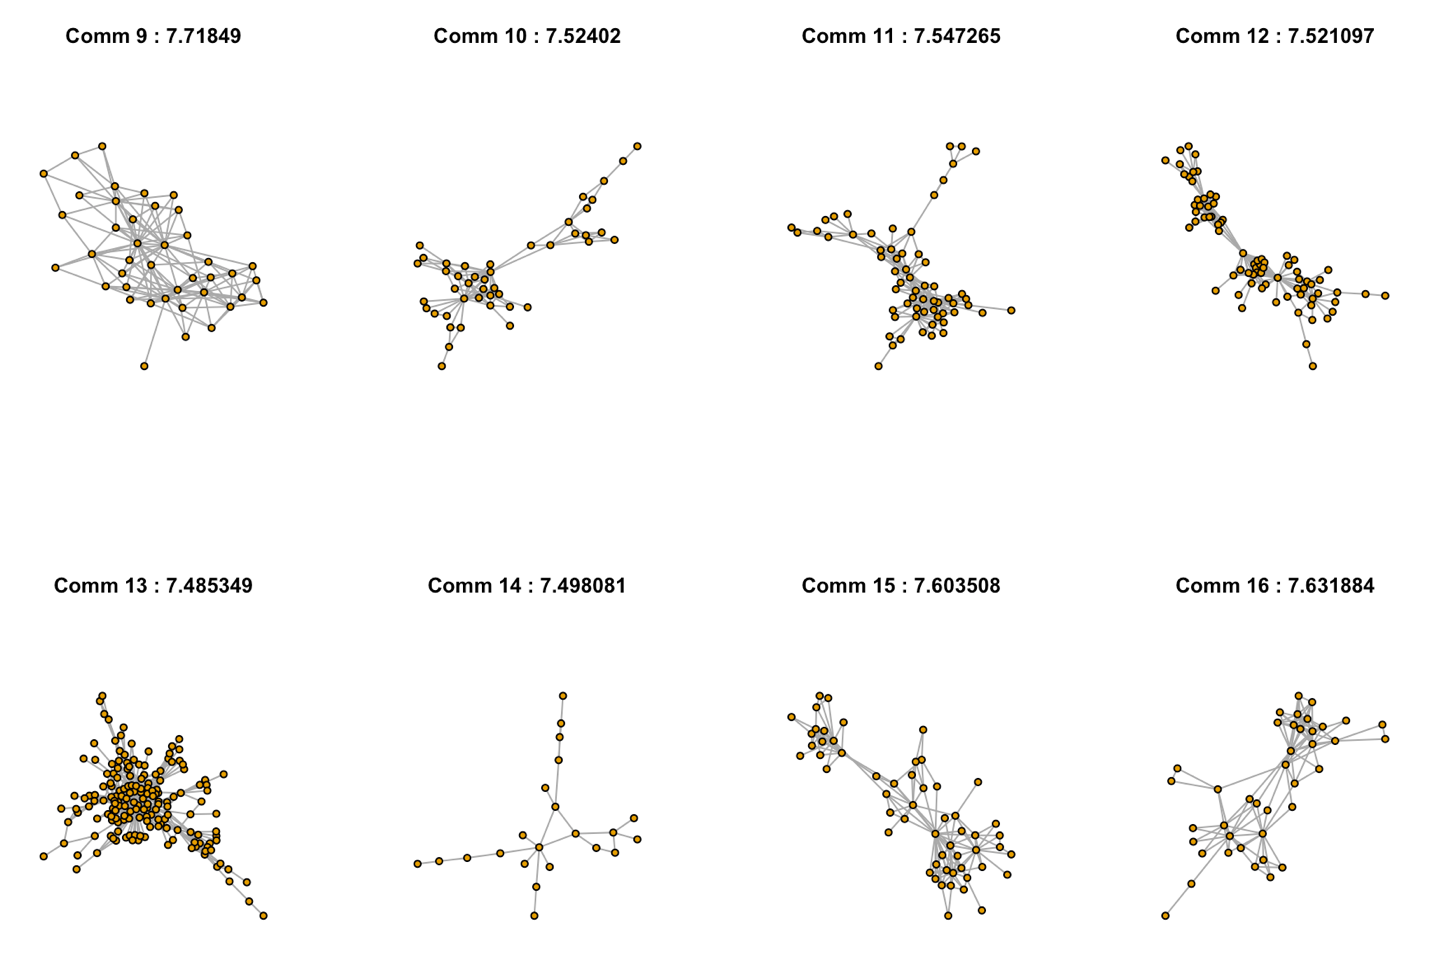 Comm 9 : 7.71849
Comm 10 : 7.52402
Comm 11 : 7.547265
Comm 12 : 7.521097
Comm 13 : 7.485349
Comm 14 : 7.498081
Comm 15 : 7.603508
Comm 16 : 7.631884